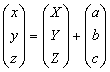 (x)   (X)   (a)
(y) = (Y) + (b)
(z)   (Z)   (c)